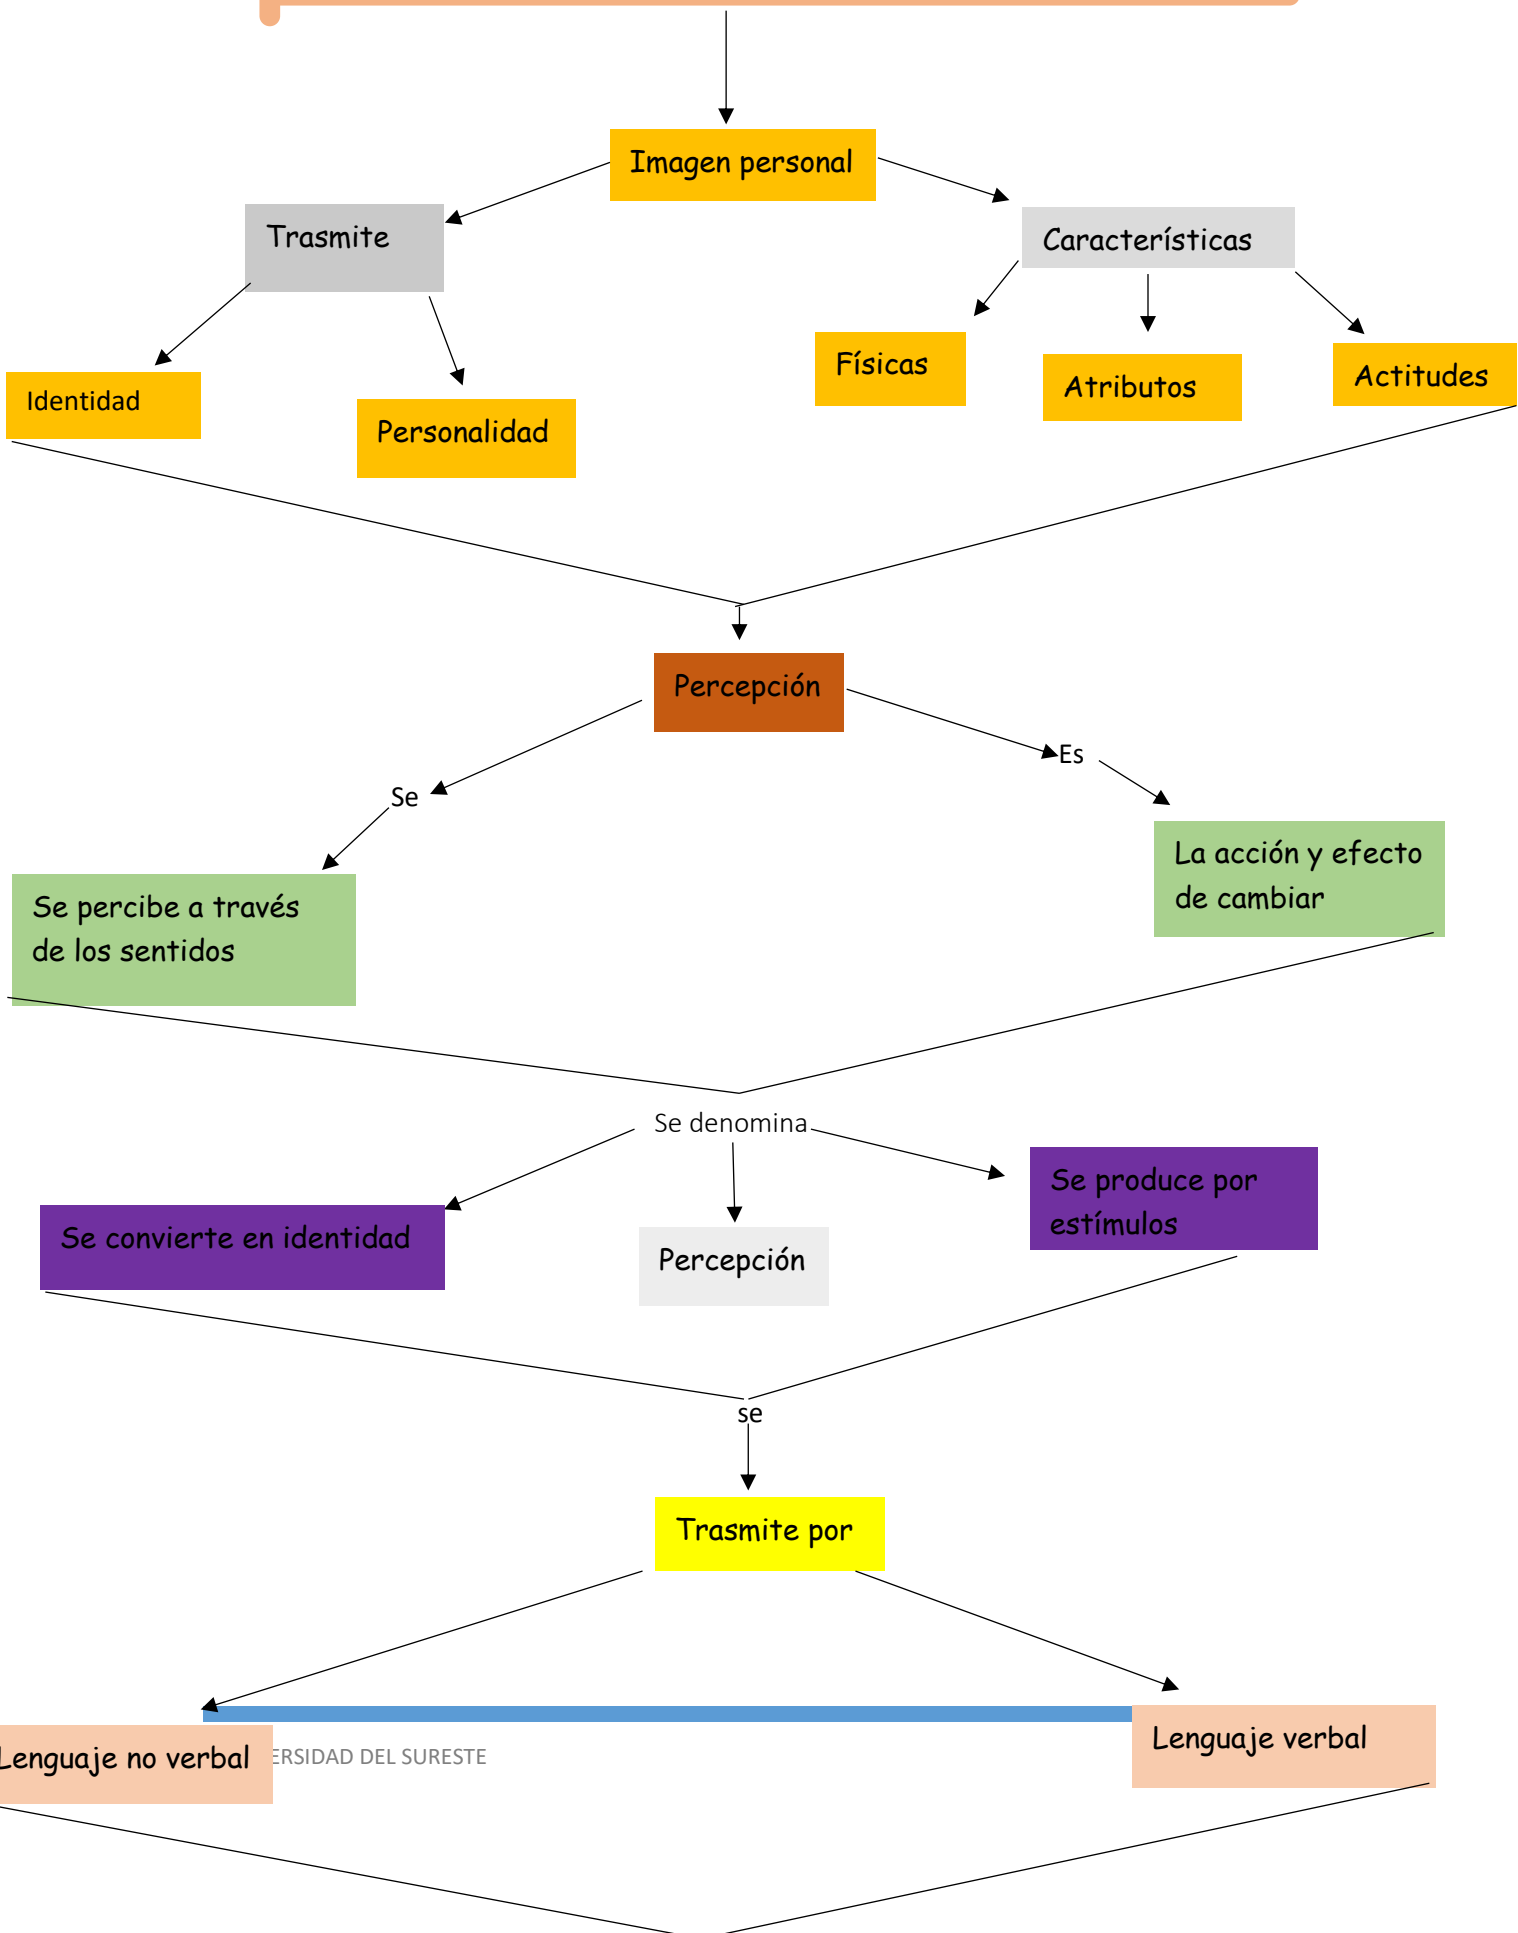 Imagen personal
Trasmite
Características
Físicas
Atributos
Actitudes
Identidad
Personalidad
Percepción
Es
Se
La acción y efecto
de cambiar
Se percibe a través
de los sentidos
Se denomina
Se produce por
estímulos
Se convierte en identidad
Percepción
se
Trasmite por
Lenguaje verbal
Lenguaje no verbal
ERSIDAD DEL SURESTE